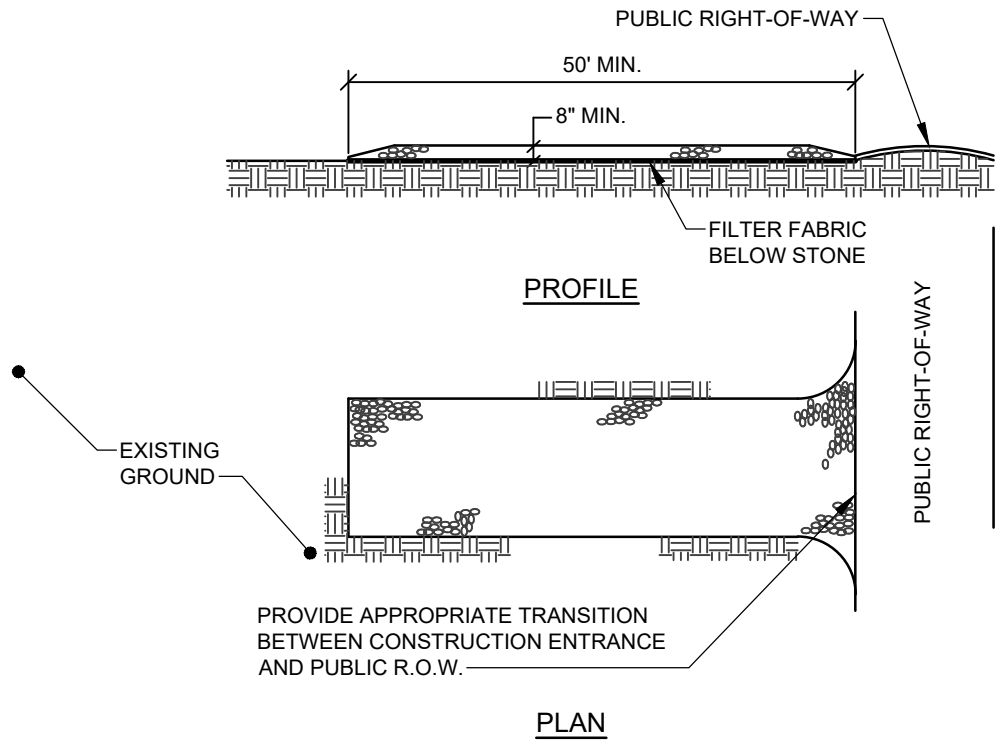 PUBLIC RIGHT-OF-WAY
50' MIN.
8" MIN.
FILTER FABRIC
BELOW STONE
PROFILE
PUBLIC RIGHT-OF-WAY
EXISTING
GROUND
PROVIDE APPROPRIATE TRANSITION
BETWEEN CONSTRUCTION ENTRANCE
AND PUBLIC R.O.W.
PLAN